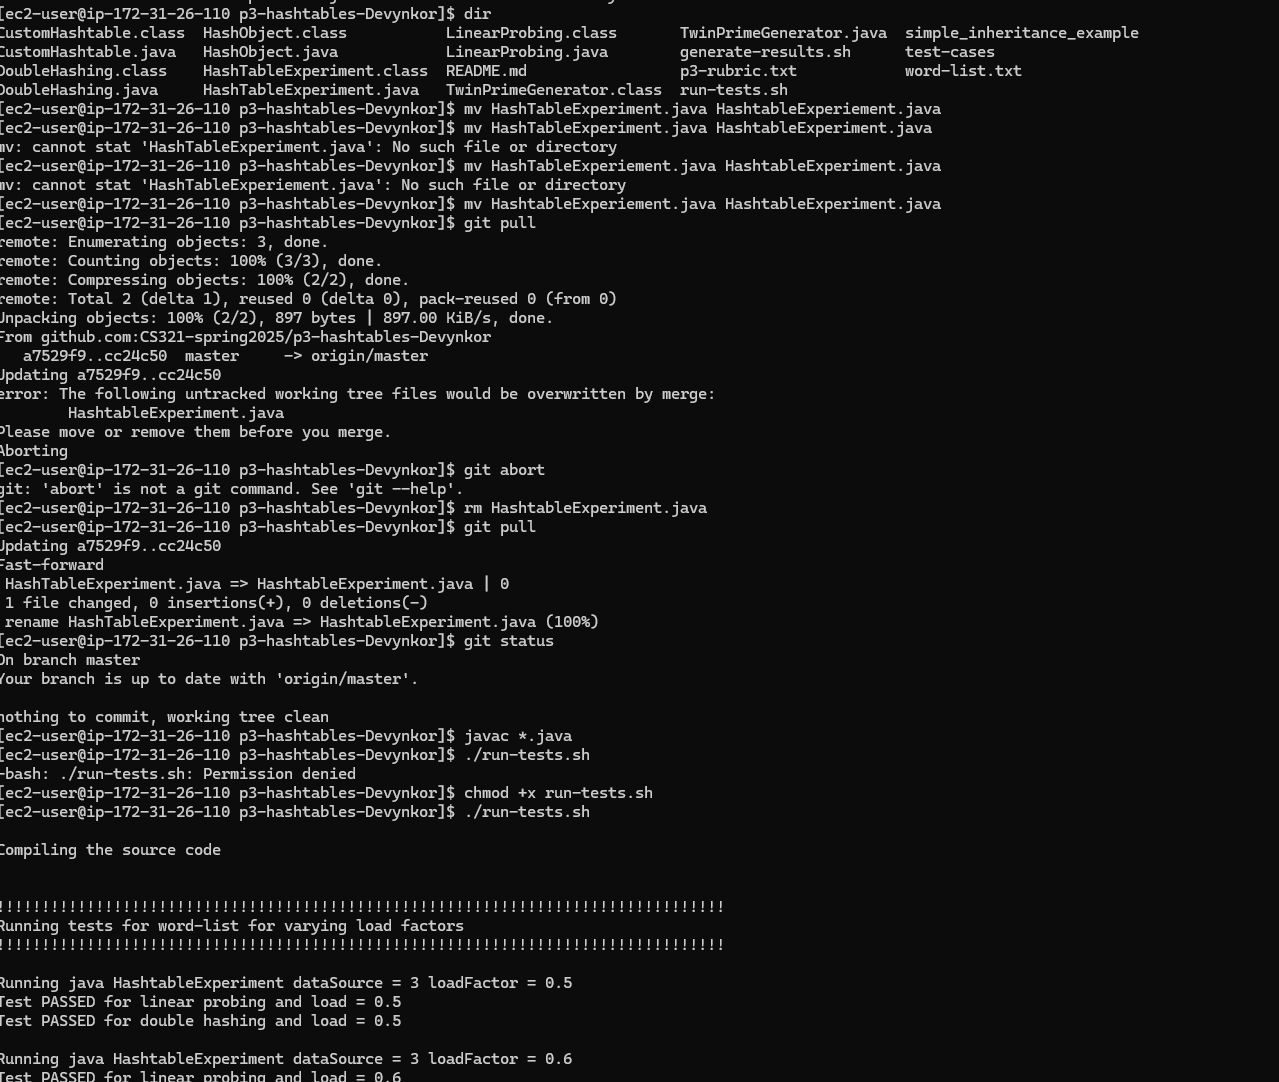 [ec2-user@ip-172-31-26-110 p3-hashtables-Devynkor]$ dir
CustomHashtable.class  HashObject.class           LinearProbing.class       TwinPrimeGenerator.java  simple_inheritance_example
CustomHashtable.java   HashObject.java            LinearProbing.java        generate-results.sh      test-cases
DoubleHashing.class    HashTableExperiment.class  README.md                 p3-rubric.txt            word-list.txt
DoubleHashing.java     HashTableExperiment.java   TwinPrimeGenerator.class  run-tests.sh
[ec2-user@ip-172-31-26-110 p3-hashtables-Devynkor]$ mv HashTableExperiment.java HashtableExperiement.java
[ec2-user@ip-172-31-26-110 p3-hashtables-Devynkor]$ mv HashTableExperiment.java HashtableExperiment.java
mv: cannot stat 'HashTableExperiment.java': No such file or directory
[ec2-user@ip-172-31-26-110 p3-hashtables-Devynkor]$ mv HashTableExperiement.java HashtableExperiment.java
mv: cannot stat 'HashTableExperiement.java': No such file or directory
[ec2-user@ip-172-31-26-110 p3-hashtables-Devynkor]$ mv HashtableExperiement.java HashtableExperiment.java
[ec2-user@ip-172-31-26-110 p3-hashtables-Devynkor]$ git pull
remote: Enumerating objects: 3, done.
remote: Counting objects: 100% (3/3), done.
remote: Compressing objects: 100% (2/2), done.
remote: Total 2 (delta 1), reused 0 (delta 0), pack-reused 0 (from 0)
Unpacking objects: 100% (2/2), 897 bytes | 897.00 KiB/s, done.
From github.com:CS321-spring2025/p3-hashtables-Devynkor
   a7529f9..cc24c50  master     -> origin/master
Updating a7529f9..cc24c50
error: The following untracked working tree files would be overwritten by merge:
        HashtableExperiment.java
Please move or remove them before you merge.
Aborting
[ec2-user@ip-172-31-26-110 p3-hashtables-Devynkor]$ git abort
git: 'abort' is not a git command. See 'git --help'.
[ec2-user@ip-172-31-26-110 p3-hashtables-Devynkor]$ rm HashtableExperiment.java
[ec2-user@ip-172-31-26-110 p3-hashtables-Devynkor]$ git pull
Updating a7529f9..cc24c50
Fast-forward
 HashTableExperiment.java => HashtableExperiment.java | 0
 1 file changed, 0 insertions(+), 0 deletions(-)
 rename HashTableExperiment.java => HashtableExperiment.java (100%)
[ec2-user@ip-172-31-26-110 p3-hashtables-Devynkor]$ git status
On branch master
Your branch is up to date with 'origin/master'.

nothing to commit, working tree clean
[ec2-user@ip-172-31-26-110 p3-hashtables-Devynkor]$ javac *.java
[ec2-user@ip-172-31-26-110 p3-hashtables-Devynkor]$ ./run-tests.sh
-bash: ./run-tests.sh: Permission denied
[ec2-user@ip-172-31-26-110 p3-hashtables-Devynkor]$ chmod +x run-tests.sh
[ec2-user@ip-172-31-26-110 p3-hashtables-Devynkor]$ ./run-tests.sh

Compiling the source code

!!!!!!!!!!!!!!!!!!!!!!!!!!!!!!!!!!!!!!!!!!!!!!!!!!!!!!!!!!!!!!!!!!!!!!!!!!!!!!!!!
Running tests for word-list for varying load factors
!!!!!!!!!!!!!!!!!!!!!!!!!!!!!!!!!!!!!!!!!!!!!!!!!!!!!!!!!!!!!!!!!!!!!!!!!!!!!!!!!

Running java HashtableExperiment dataSource = 3 loadFactor = 0.5
Test PASSED for linear probing and load = 0.5
Test PASSED for double hashing and load = 0.5

Running java HashtableExperiment dataSource = 3 loadFactor = 0.6
Test PASSED for linear probing and load = 0.6